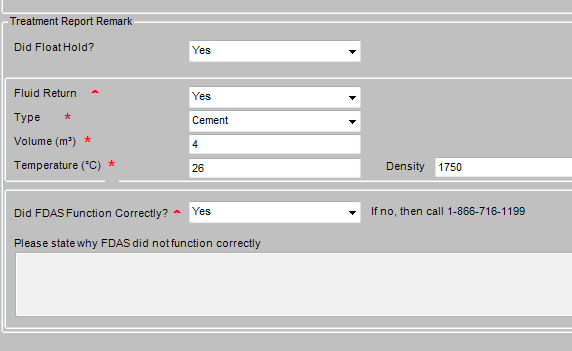 Treatment Report Remark
Did Float Hold? Yes
Fluid Return ^ Yes
Type * Cement
Volume (m³) * 4
Temperature (°C) * 26 Density 1750
Did FDAS Function Correctly? ^ Yes If no, then call 1-866-716-1199
Please state why FDAS did not function correctly